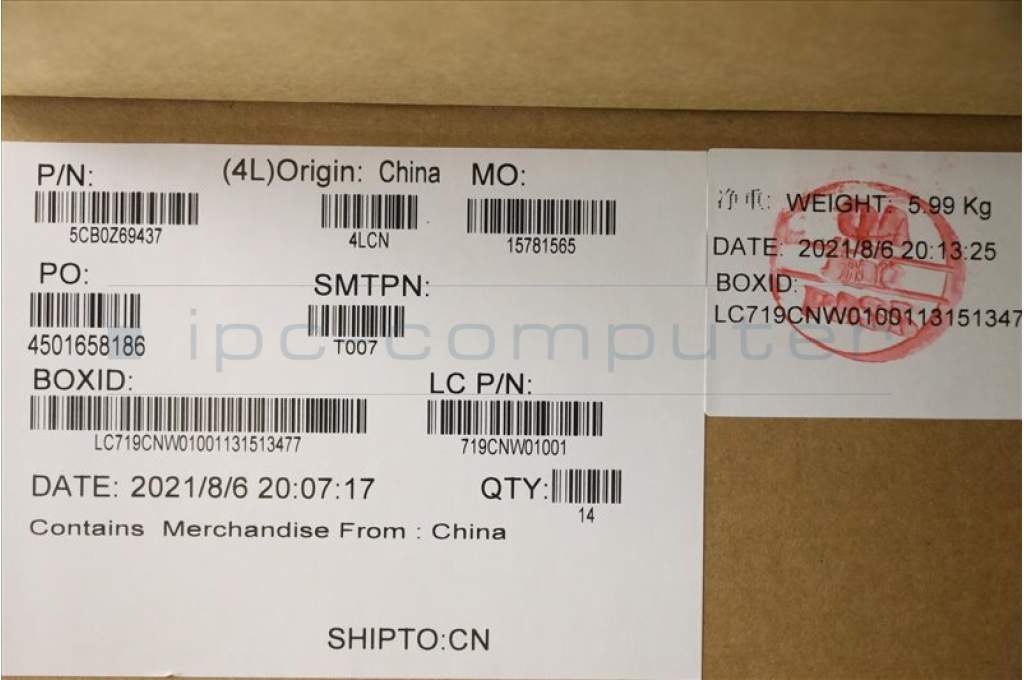 P/N: (4L)Origin: China MO:
5CB0Z69437 4LCN 15781565
PO: SMTPN:
4501658186 T007
BOXID: LC P/N:
LC719CNW01001131513477 719CNW01001
DATE: 2021/8/6 20:07:17 QTY:
14
Contains Merchandise From : China
SHIPTO:CN
净重: WEIGHT: 5.99 Kg
DATE: 2021/8/6 20:13:25
BOXID:
LC719CNW0100113151347
ipc-computer